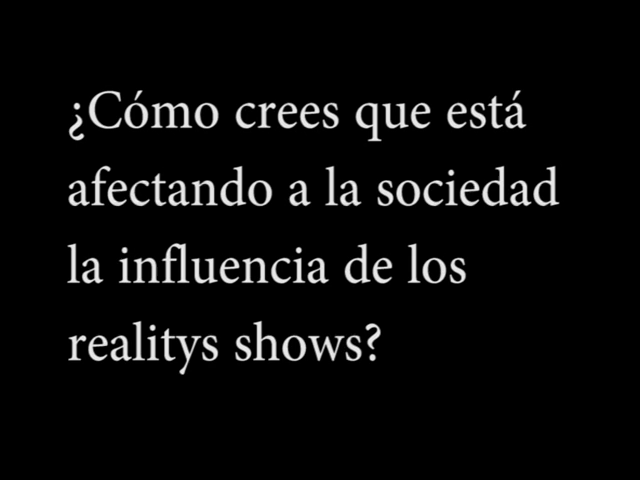 ¿Cómo crees que está
afectando a la sociedad
la influencia de los
realitys shows?